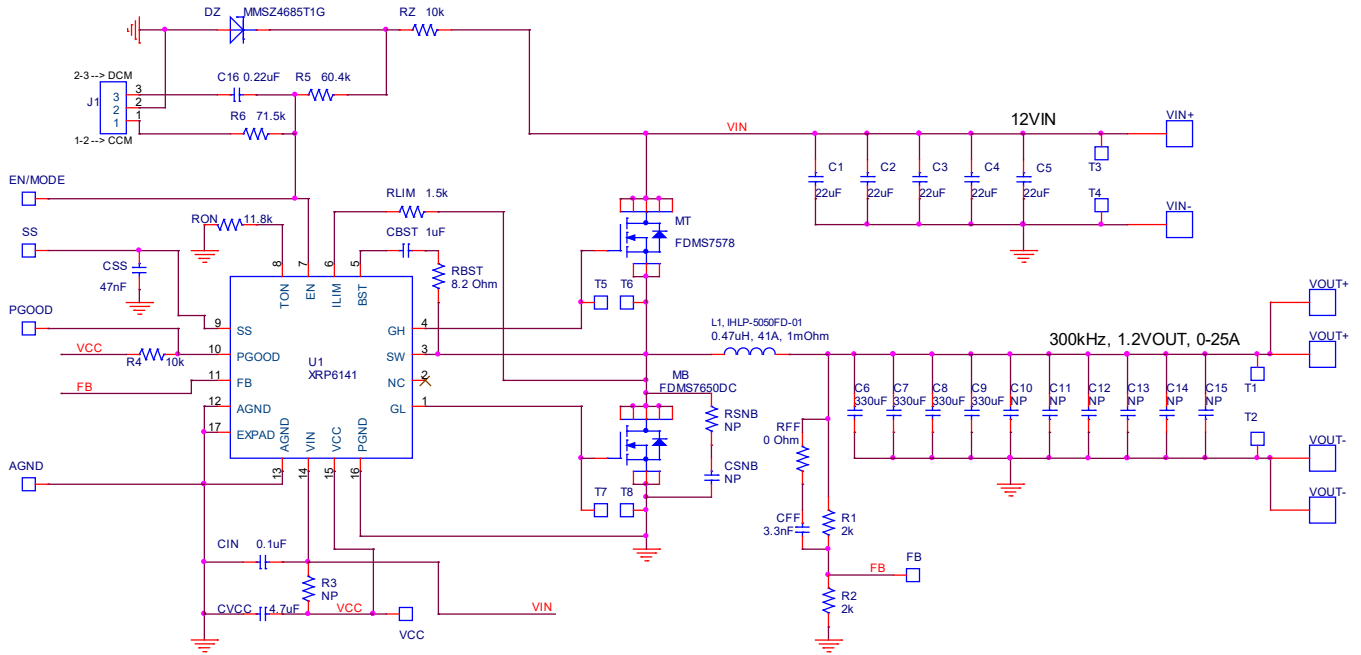 DZ MMSZ4685T1G
RZ 10k
2-3 --> DCM
C16 0.22uF
R5 60.4k
J1
3
2
1
R6 71.5k
1-2 --> CCM
VIN
12VIN
VIN+
C1
22uF
C2
22uF
C3
22uF
C4
22uF
C5
22uF
T3
T4
VIN-
EN/MODE
RLIM 1.5k
RON 11.8k
CBST 1uF
MT
FDMS7578
SS
CSS
47nF
RBST
8.2 Ohm
T5 T6
8
7
6
5
TON
EN
ILIM
BST
PGOOD
VCC
R4 10k
FB
9
SS
10
PGOOD
11
FB
12
AGND
17
EXPAD
U1
XRP6141
GH
4
SW
3
NC
2
GL
1
AGND
VIN
VCC
PGND
13
14
15
16
AGND
L1, IHLP-5050FD-01
0.47uH, 41A, 1mOhm
300kHz, 1.2VOUT, 0-25A
VOUT+
VOUT+
MB
FDMS7650DC
RSNB
NP
CSNB
NP
T7 T8
C6
330uF
C7
330uF
C8
330uF
C9
330uF
C10
NP
C11
NP
C12
NP
C13
NP
C14
NP
C15
NP
T1
T2
VOUT-
VOUT-
RFF
0 Ohm
CFF
3.3nF
R1
2k
FB
FB
R2
2k
CIN 0.1uF
R3
NP
CVCC 4.7uF
VCC
VCC
VIN